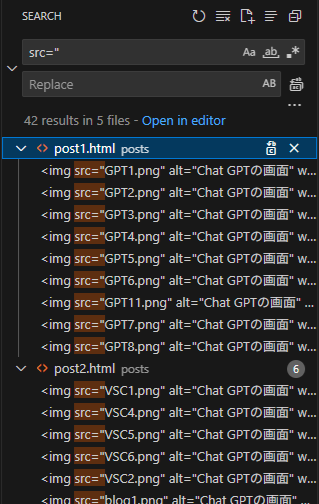 SEARCH
src="
Aa ab .*
Replace
AB
...
42 results in 5 files - Open in editor
post1.html posts
<img src="GPT1.png" alt="Chat GPTの画面" w...
<img src="GPT2.png" alt="Chat GPTの画面" w...
<img src="GPT3.png" alt="Chat GPTの画面" w...
<img src="GPT4.png" alt="Chat GPTの画面" w...
<img src="GPT5.png" alt="Chat GPTの画面" w...
<img src="GPT6.png" alt="Chat GPTの画面" w...
<img src="GPT11.png" alt="Chat GPTの画面" ...
<img src="GPT7.png" alt="Chat GPTの画面" w...
<img src="GPT8.png" alt="Chat GPTの画面" w...
post2.html posts 6
<img src="VSC1.png" alt="Chat GPTの画面" w...
<img src="VSC4.png" alt="Chat GPTの画面" w...
<img src="VSC5.png" alt="Chat GPTの画面" w...
<img src="VSC6.png" alt="Chat GPTの画面" w...
<img src="VSC2.png" alt="Chat GPTの画面" w...
<img src="blog1.png" alt="Chat GPTの画面" w...